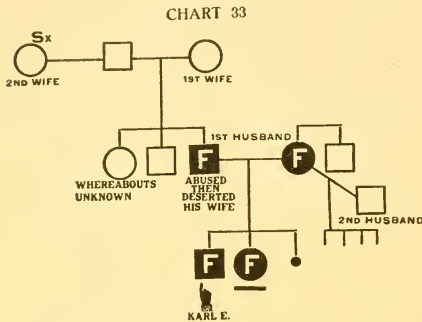 CHART 33
Sx
2ND WIFE
1ST WIFE
1ST HUSBAND
F
F
WHEREABOUTS
UNKNOWN
ABUSED
THEN
DESERTED
HIS WIFE
2ND HUSBAND
F
F
KARL E.